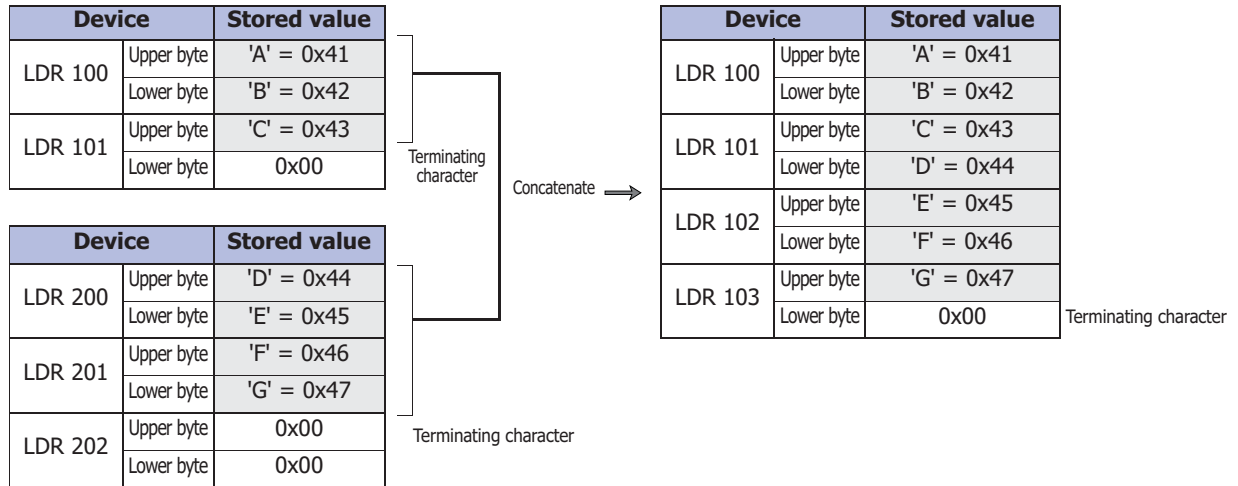 Device Stored value
LDR 100 Upper byte 'A' = 0x41
Lower byte 'B' = 0x42
LDR 101 Upper byte 'C' = 0x43
Lower byte 0x00
Terminating
character
Device Stored value
LDR 200 Upper byte 'D' = 0x44
Lower byte 'E' = 0x45
LDR 201 Upper byte 'F' = 0x46
Lower byte 'G' = 0x47
LDR 202 Upper byte 0x00
Lower byte 0x00
Terminating character
Concatenate
Device Stored value
LDR 100 Upper byte 'A' = 0x41
Lower byte 'B' = 0x42
LDR 101 Upper byte 'C' = 0x43
Lower byte 'D' = 0x44
LDR 102 Upper byte 'E' = 0x45
Lower byte 'F' = 0x46
LDR 103 Upper byte 'G' = 0x47
Lower byte 0x00
Terminating character